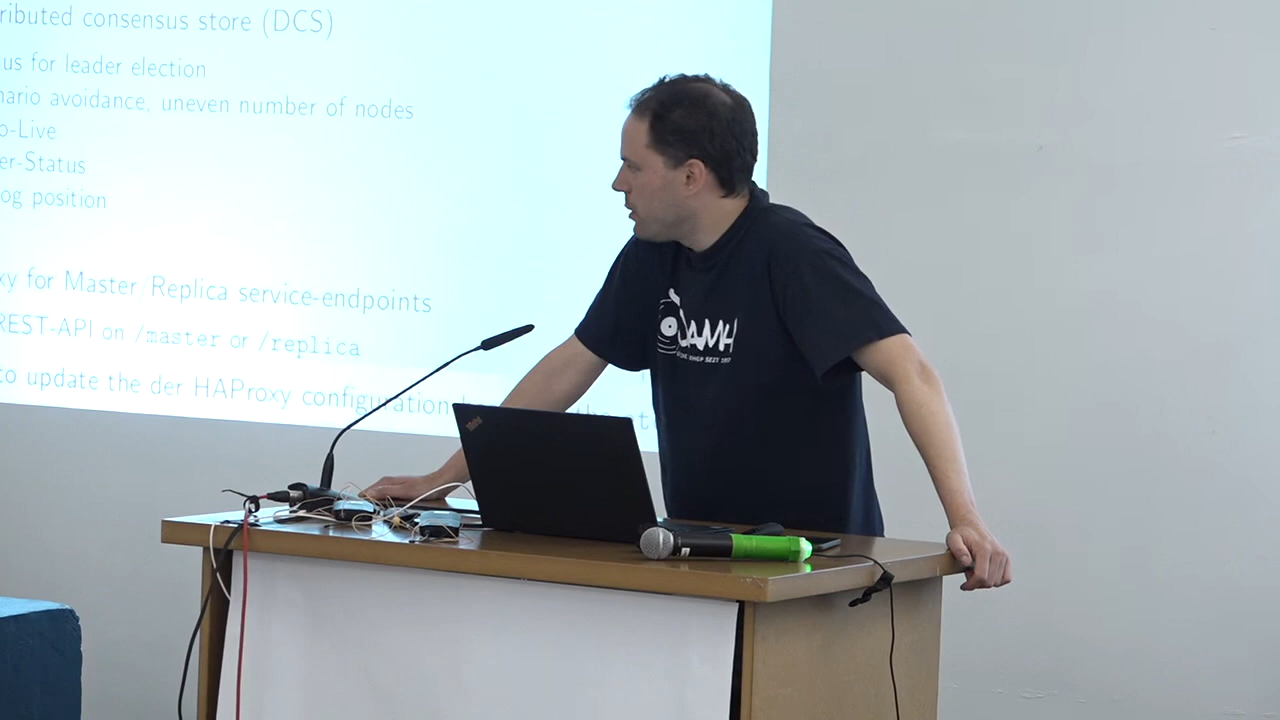 ributed consensus store (DCS)
us for leader election
nario avoidance, uneven number of nodes
o-Live
er-Status
og position
xy for Master/Replica service-endpoints
REST-API on /master or /replica
to update the der HAProxy configuration